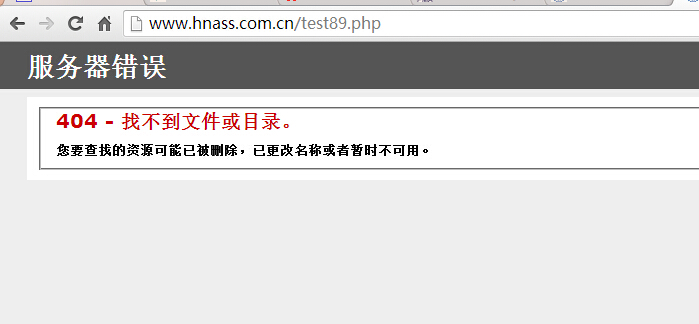 www.hnass.com.cn/test89.php
服务器错误
404 - 找不到文件或目录。
您要查找的资源可能已被删除，已更改名称或者暂时不可用。